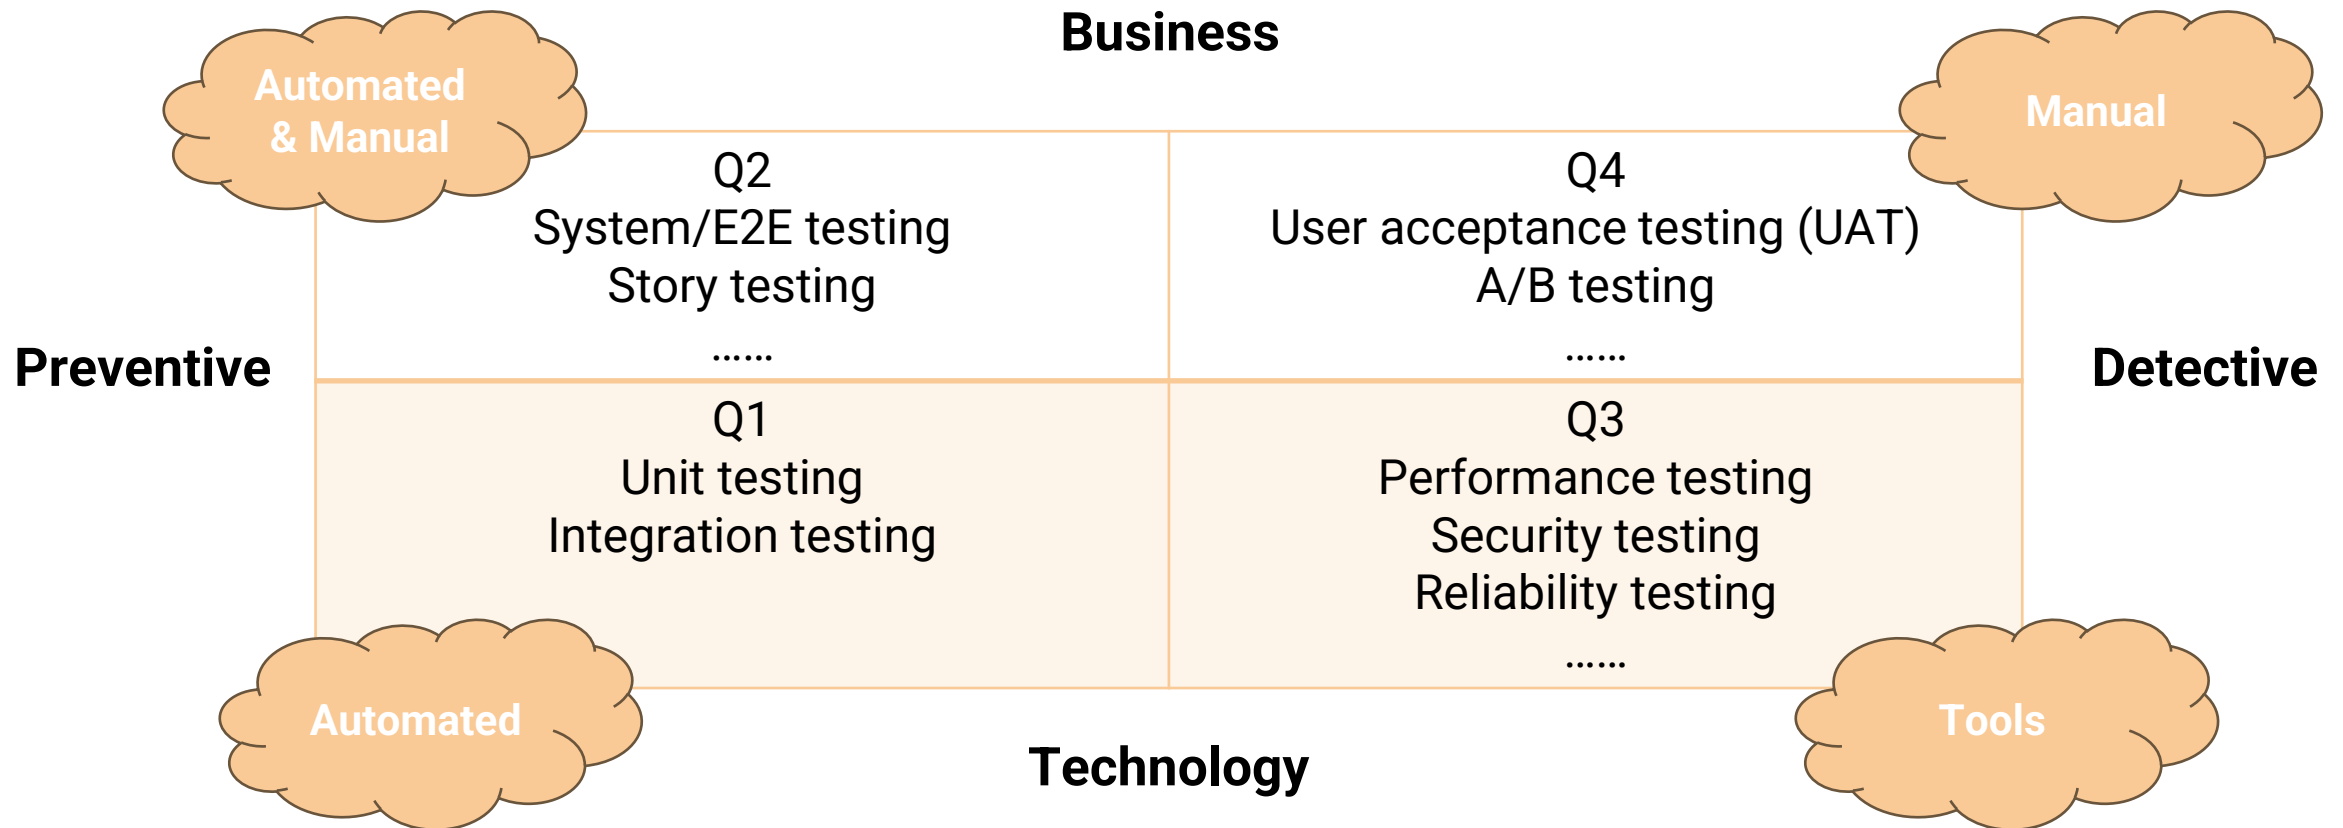 Business
Automated
& Manual
Manual
Q2
System/E2E testing
Story testing
......
Q4
User acceptance testing (UAT)
A/B testing
......
Preventive
Detective
Q1
Unit testing
Integration testing
Q3
Performance testing
Security testing
Reliability testing
......
Automated
Tools
Technology